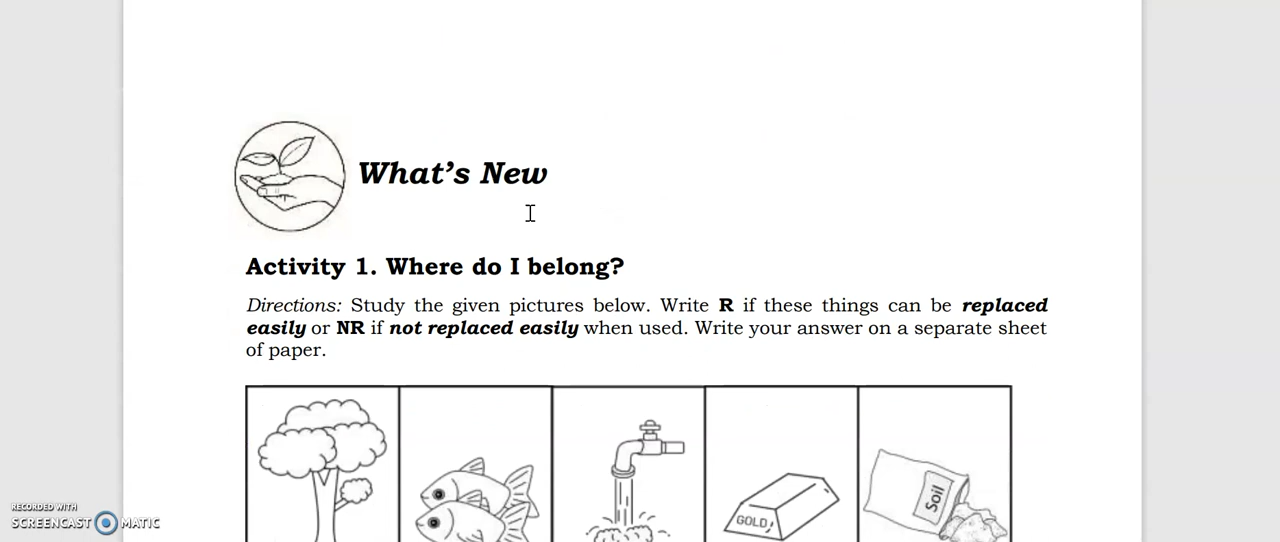 What's New
Activity 1. Where do I belong?
Directions: Study the given pictures below. Write R if these things can be replaced
easily or NR if not replaced easily when used. Write your answer on a separate sheet
of paper.
GOLD
Soil
RECORDED WITH
SCREENCAST MATIC